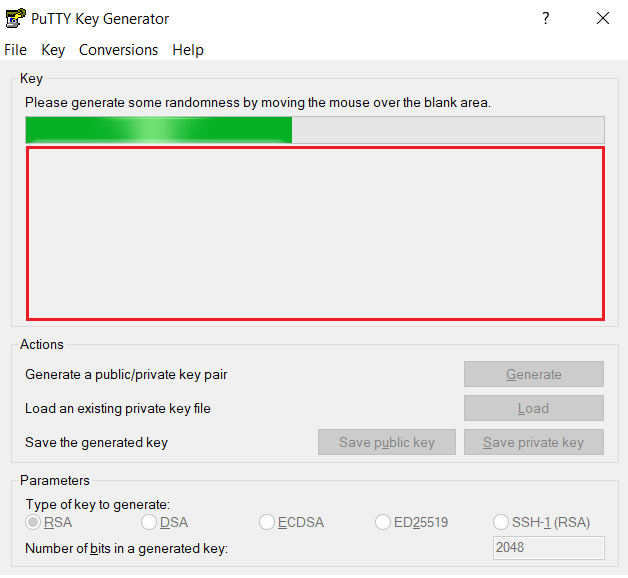 PuTTY Key Generator ?
File Key Conversions Help
Key
Please generate some randomness by moving the mouse over the blank area.
Actions
Generate a public/private key pair Generate
Load an existing private key file Load
Save the generated key Save public key Save private key
Parameters
Type of key to generate:
RSA DSA ECDSA ED25519 SSH-1 (RSA)
Number of bits in a generated key: 2048